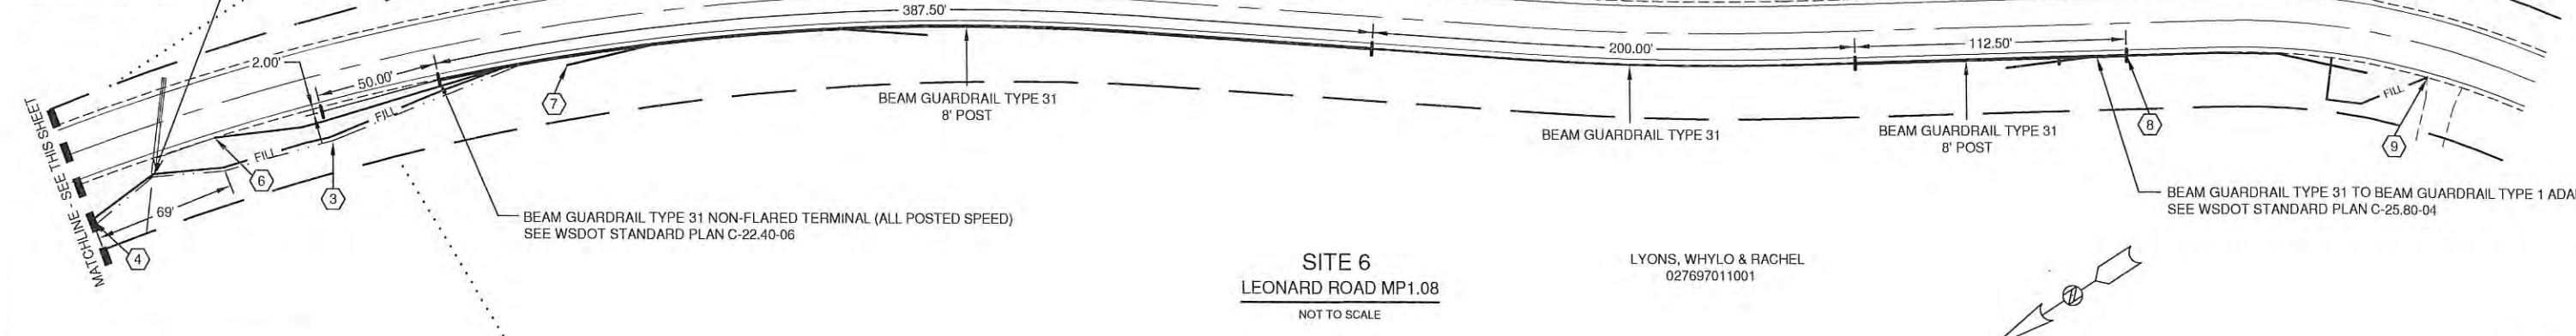 387.50'
2.00'
50.00'
200.00'
112.50'
MATCHLINE - SEE THIS SHEET
FILL
FILL
7
BEAM GUARDRAIL TYPE 31
8' POST
BEAM GUARDRAIL TYPE 31
BEAM GUARDRAIL TYPE 31
8' POST
8
FILL
9
6
3
69'
4
BEAM GUARDRAIL TYPE 31 NON-FLARED TERMINAL (ALL POSTED SPEED)
SEE WSDOT STANDARD PLAN C-22.40-06
BEAM GUARDRAIL TYPE 31 TO BEAM GUARDRAIL TYPE 1 ADA
SEE WSDOT STANDARD PLAN C-25.80-04
SITE 6
LEONARD ROAD MP1.08
NOT TO SCALE
LYONS, WHYLO & RACHEL
027697011001